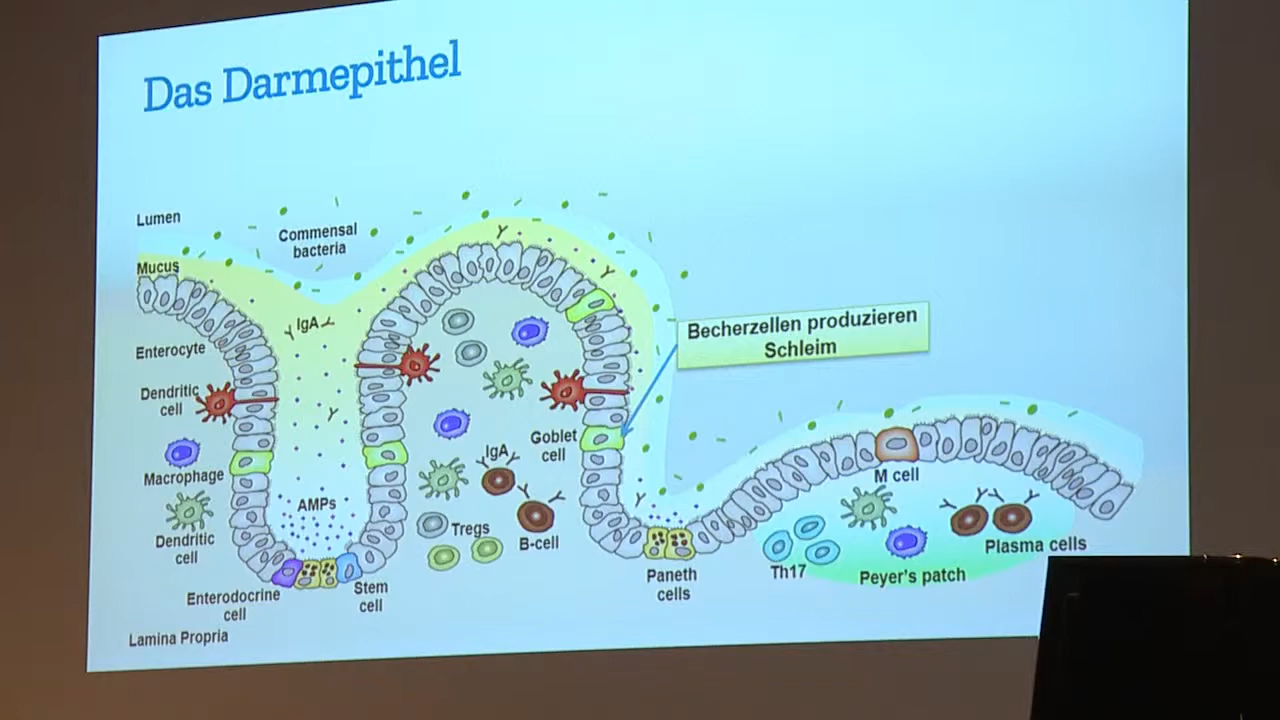 Das Darmepithel
Lumen
Commensal
bacteria
Mucus
IgA
Enterocyte
Becherzellen produzieren
Schleim
Dendritic
cell
Goblet
cell
IgA
Macrophage
M cell
AMPs
Dendritic
cell
Tregs
B-cell
Plasma cells
Th17
Peyer's patch
Paneth
cells
Enterodocrine
cell
Stem
cell
Lamina Propria